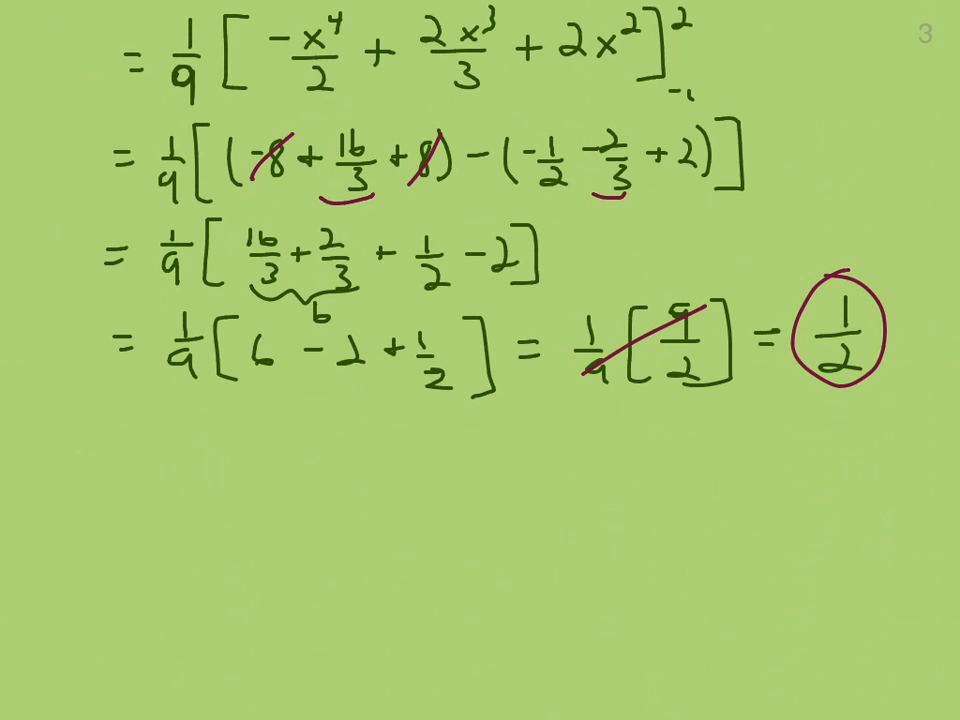 3
= 1/9 [ -x⁴/2 + 2x³/3 + 2x² ]²₋₁
= 1/9 [ (-8 + 16/3 + 8) - (-1/2 - 2/3 + 2) ]
= 1/9 [ 16/3 + 2/3 + 1/2 - 2 ]
6
= 1/9 [ 6 - 2 + 1/2 ] = 1/9 [ 9/2 ] = 1/2